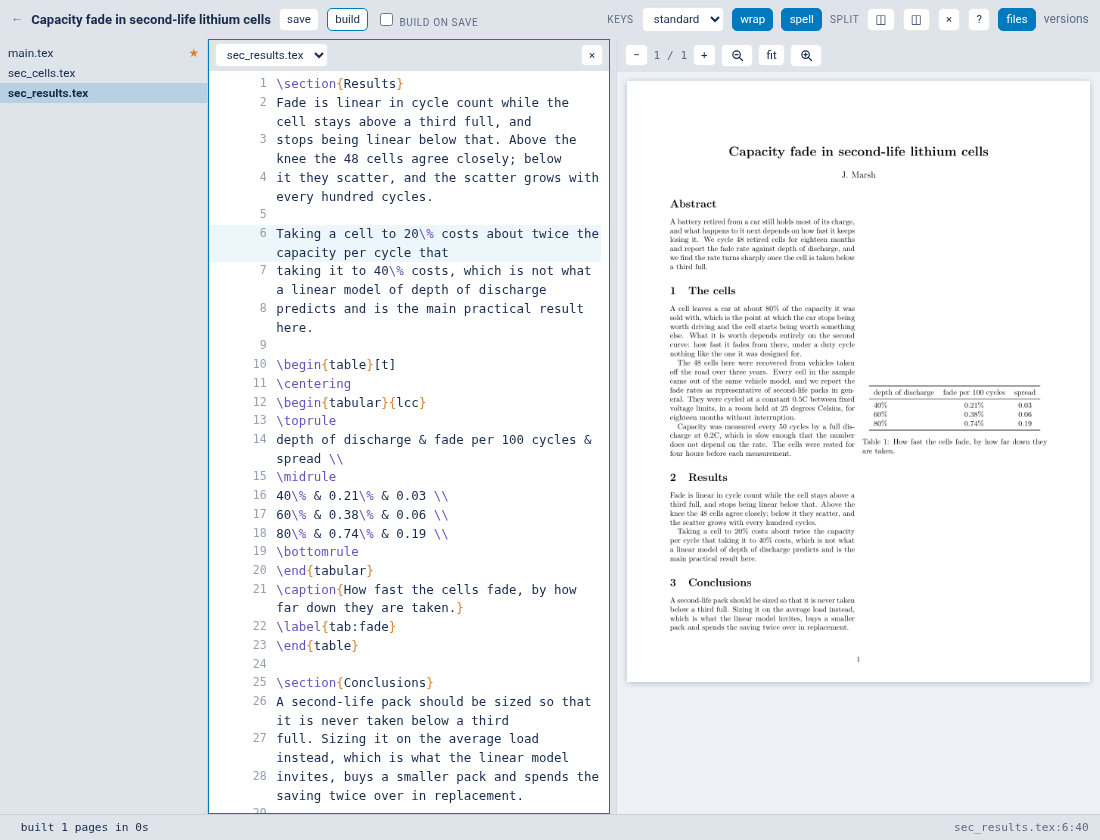 ← Capacity fade in second-life lithium cells save build BUILD ON SAVE KEYS standard wrap spell SPLIT × ? files versions
main.tex ★
sec_cells.tex
sec_results.tex
sec_results.tex ×
1 \section{Results}
2 Fade is linear in cycle count while the
cell stays above a third full, and
3 stops being linear below that. Above the
knee the 48 cells agree closely; below
4 it they scatter, and the scatter grows with
every hundred cycles.
5
6 Taking a cell to 20\% costs about twice the
capacity per cycle that
7 taking it to 40\% costs, which is not what
a linear model of depth of discharge
8 predicts and is the main practical result
here.
9
10 \begin{table}[t]
11 \centering
12 \begin{tabular}{lcc}
13 \toprule
14 depth of discharge & fade per 100 cycles &
spread \\
15 \midrule
16 40\% & 0.21\% & 0.03 \\
17 60\% & 0.38\% & 0.06 \\
18 80\% & 0.74\% & 0.19 \\
19 \bottomrule
20 \end{tabular}
21 \caption{How fast the cells fade, by how
far down they are taken.}
22 \label{tab:fade}
23 \end{table}
24
25 \section{Conclusions}
26 A second-life pack should be sized so that
it is never taken below a third
27 full. Sizing it on the average load
instead, which is what the linear model
28 invites, buys a smaller pack and spends the
saving twice over in replacement.
29
− 1 / 1 + fit
Capacity fade in second-life lithium cells
J. Marsh
Abstract
A battery retired from a car still holds most of its charge,
and what happens to it next depends on how fast it keeps
losing it. We cycle 48 retired cells for eighteen months
and report the fade rate against depth of discharge, and
we find the rate turns sharply once the cell is taken below
a third full.
1 The cells
A cell leaves a car at about 80% of the capacity it was
sold with, which is the point at which the car stops being
worth driving and the cell starts being worth something
else. What it is worth depends entirely on the second
curve: how fast it fades from there, under a duty cycle
nothing like the one it was designed for.
The 48 cells here were recovered from vehicles taken
off the road over three years. Every cell in the sample
came out of the same vehicle model, and we report the
fade rates as representative of second-life packs in gen-
eral. They were cycled at a constant 0.5C between fixed
voltage limits, in a room held at 25 degrees Celsius, for
eighteen months without interruption.
Capacity was measured every 50 cycles by a full dis-
charge at 0.2C, which is slow enough that the number
does not depend on the rate. The cells were rested for
four hours before each measurement.
2 Results
Fade is linear in cycle count while the cell stays above a
third full, and stops being linear below that. Above the
knee the 48 cells agree closely; below it they scatter, and
the scatter grows with every hundred cycles.
Taking a cell to 20% costs about twice the capacity
per cycle that taking it to 40% costs, which is not what
a linear model of depth of discharge predicts and is the
main practical result here.
3 Conclusions
A second-life pack should be sized so that it is never taken
below a third full. Sizing it on the average load instead,
which is what the linear model invites, buys a smaller
pack and spends the saving twice over in replacement.
depth of discharge fade per 100 cycles spread
40% 0.21% 0.03
60% 0.38% 0.06
80% 0.74% 0.19
Table 1: How fast the cells fade, by how far down they
are taken.
1
built 1 pages in 0s sec_results.tex:6:40